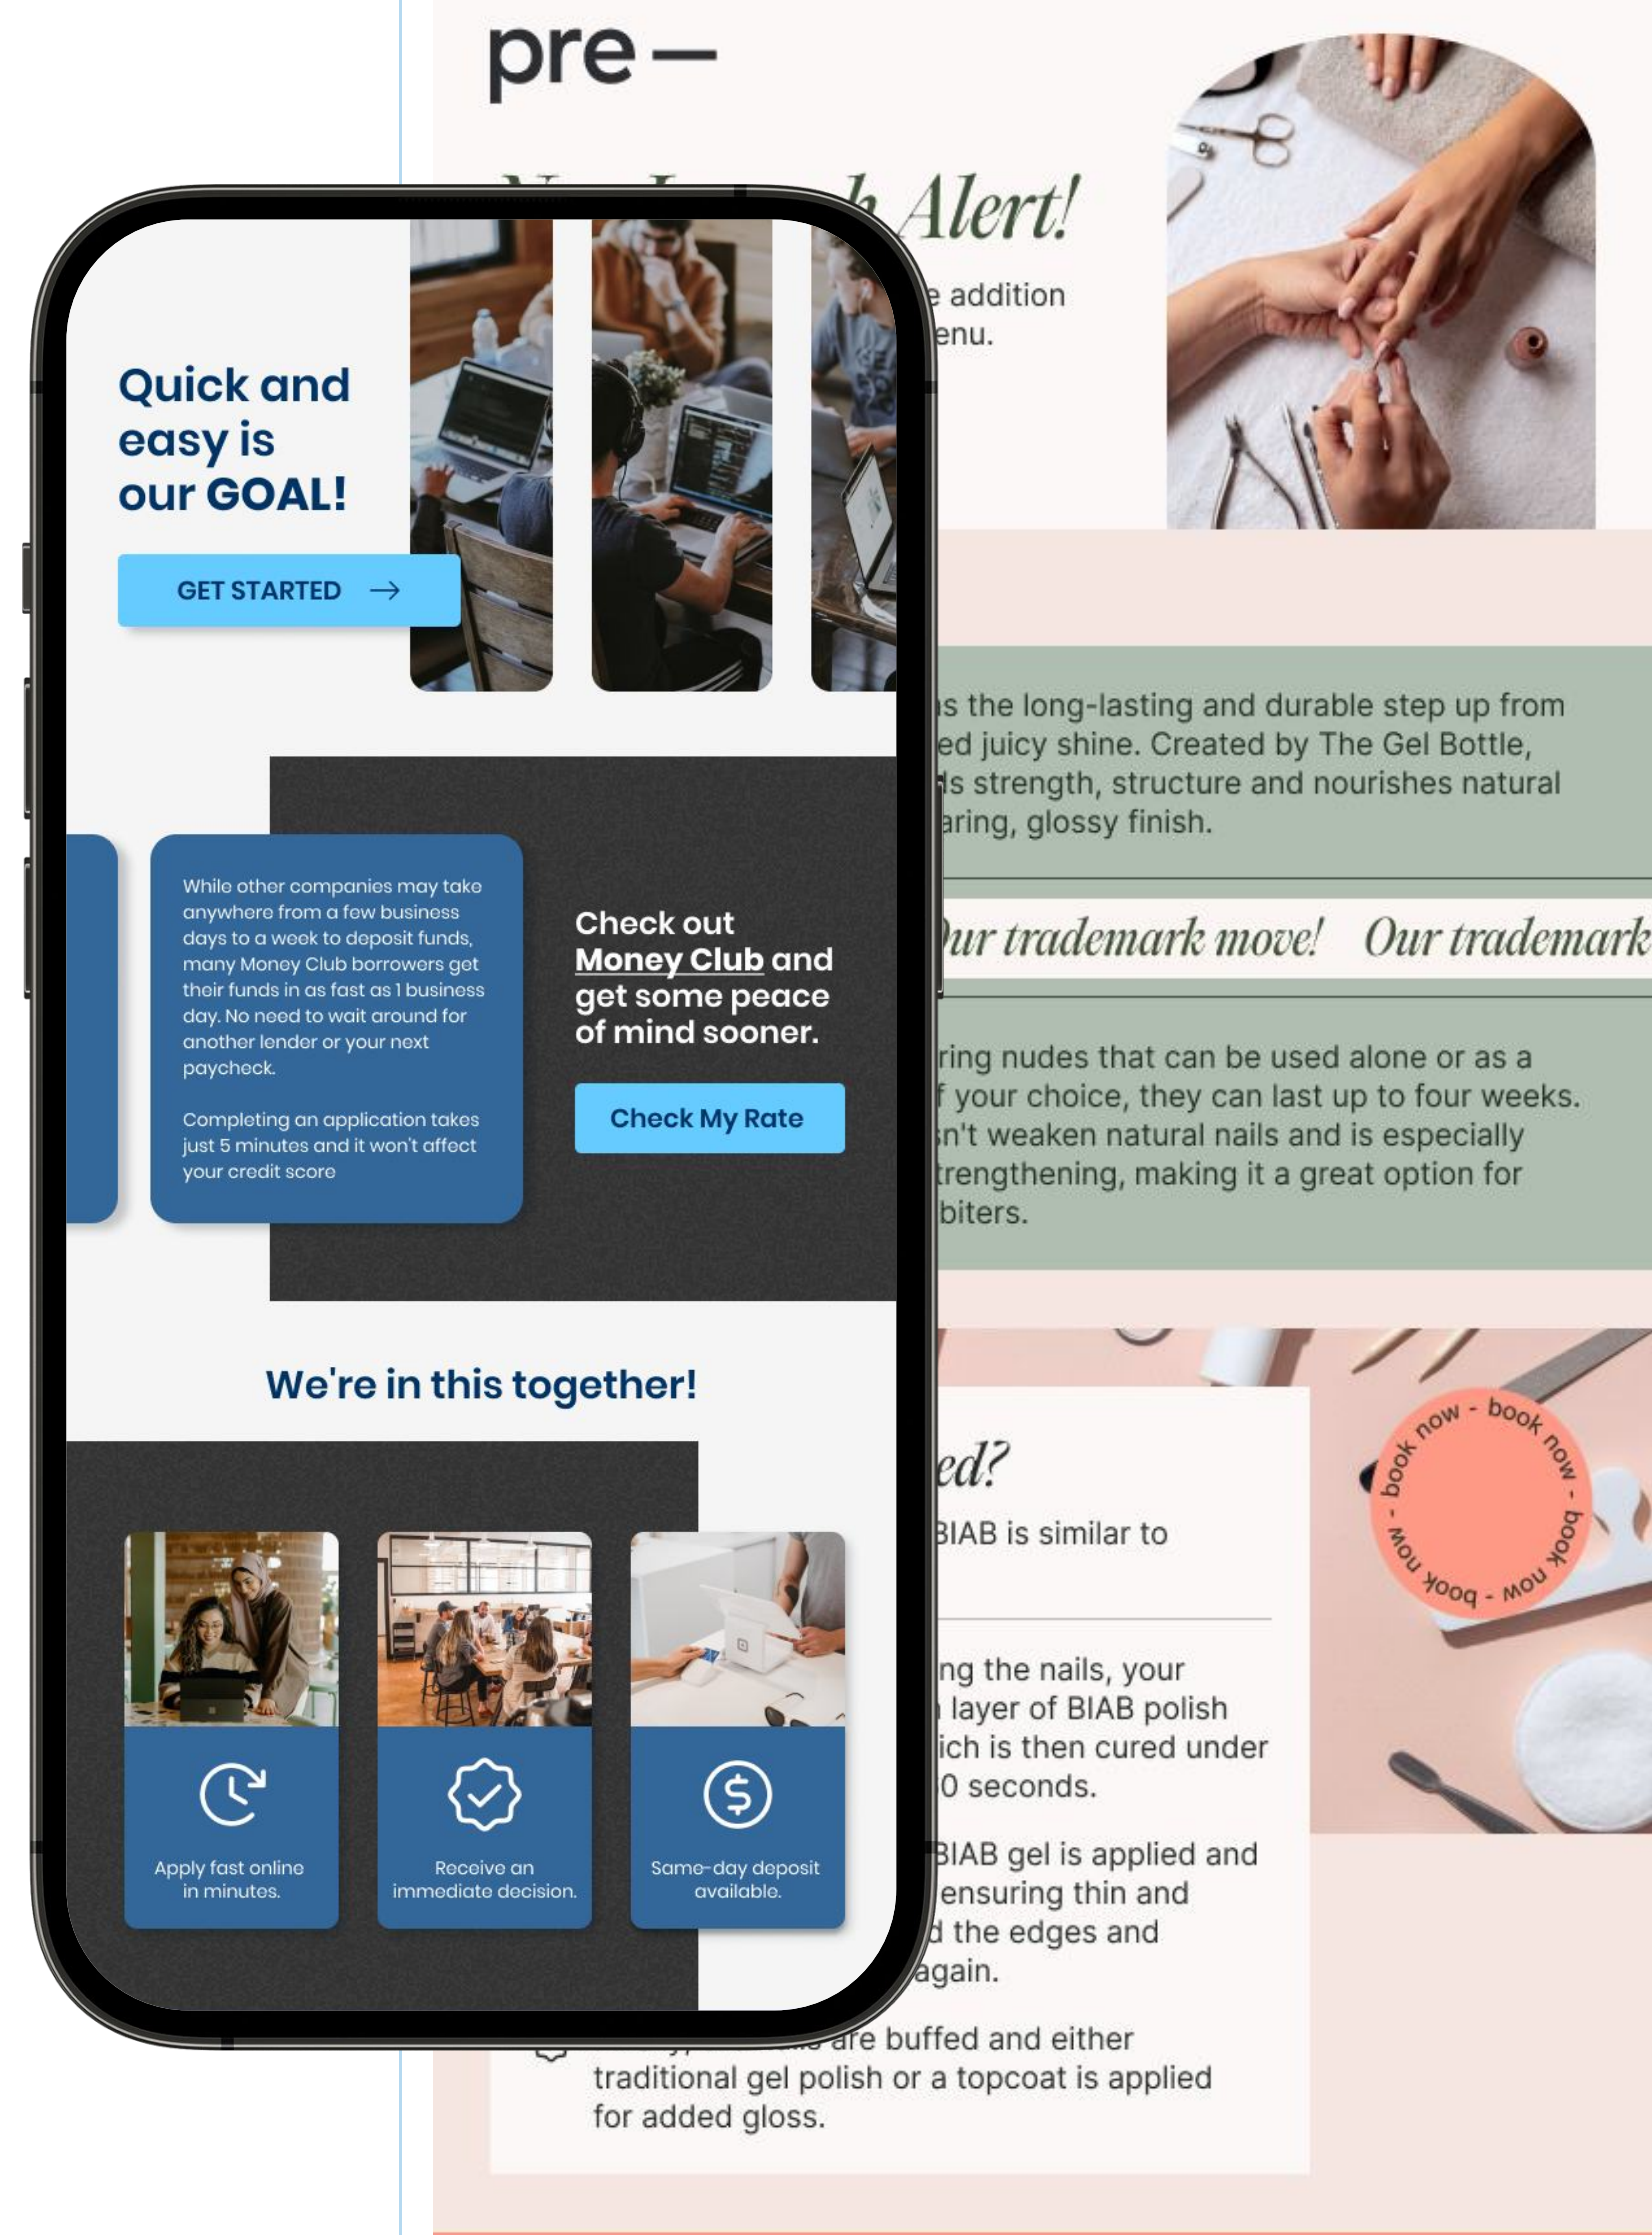 pre —
Alert!
addition
enu.
Quick and
easy is
our GOAL!
GET STARTED →
the long-lasting and durable step up from
juicy shine. Created by The Gel Bottle,
strength, structure and nourishes natural
aring, glossy finish.
trademark move! Our trademark
ring nudes that can be used alone or as a
your choice, they can last up to four weeks.
n't weaken natural nails and is especially
trengthening, making it a great option for
biters.
While other companies may take
anywhere from a few business
days to a week to deposit funds,
many Money Club borrowers get
their funds in as fast as 1 business
day. No need to wait around for
another lender or your next
paycheck.
Completing an application takes
just 5 minutes and it won't affect
your credit score
Check out
Money Club and
get some peace
of mind sooner.
Check My Rate
We're in this together!
Apply fast online
in minutes.
Receive an
immediate decision.
Same-day deposit
available.
ed?
BIAB is similar to
book now - book now - book now - book now -
ng the nails, your
layer of BIAB polish
ich is then cured under
0 seconds.
BIAB gel is applied and
ensuring thin and
the edges and
again.
are buffed and either
traditional gel polish or a topcoat is applied
for added gloss.